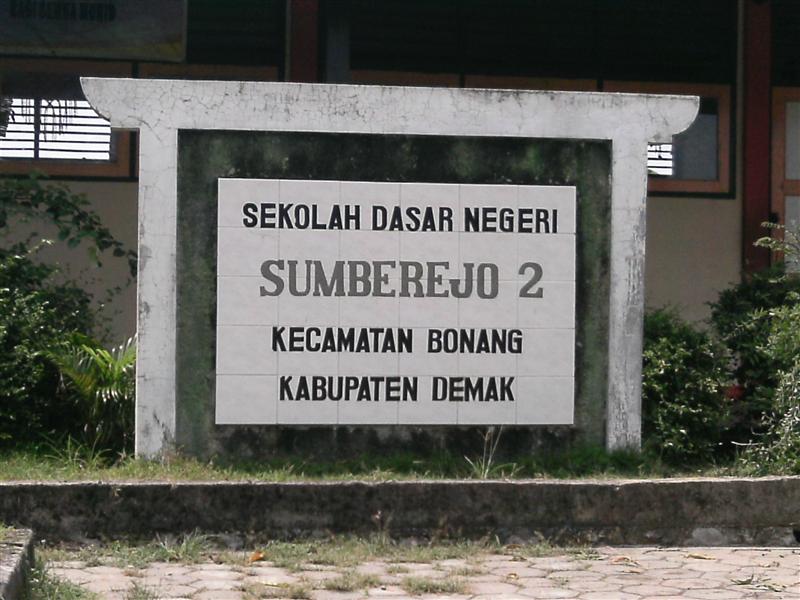 SEKOLAH DASAR NEGERI
SUMBEREJO 2
KECAMATAN BONANG
KABUPATEN DEMAK